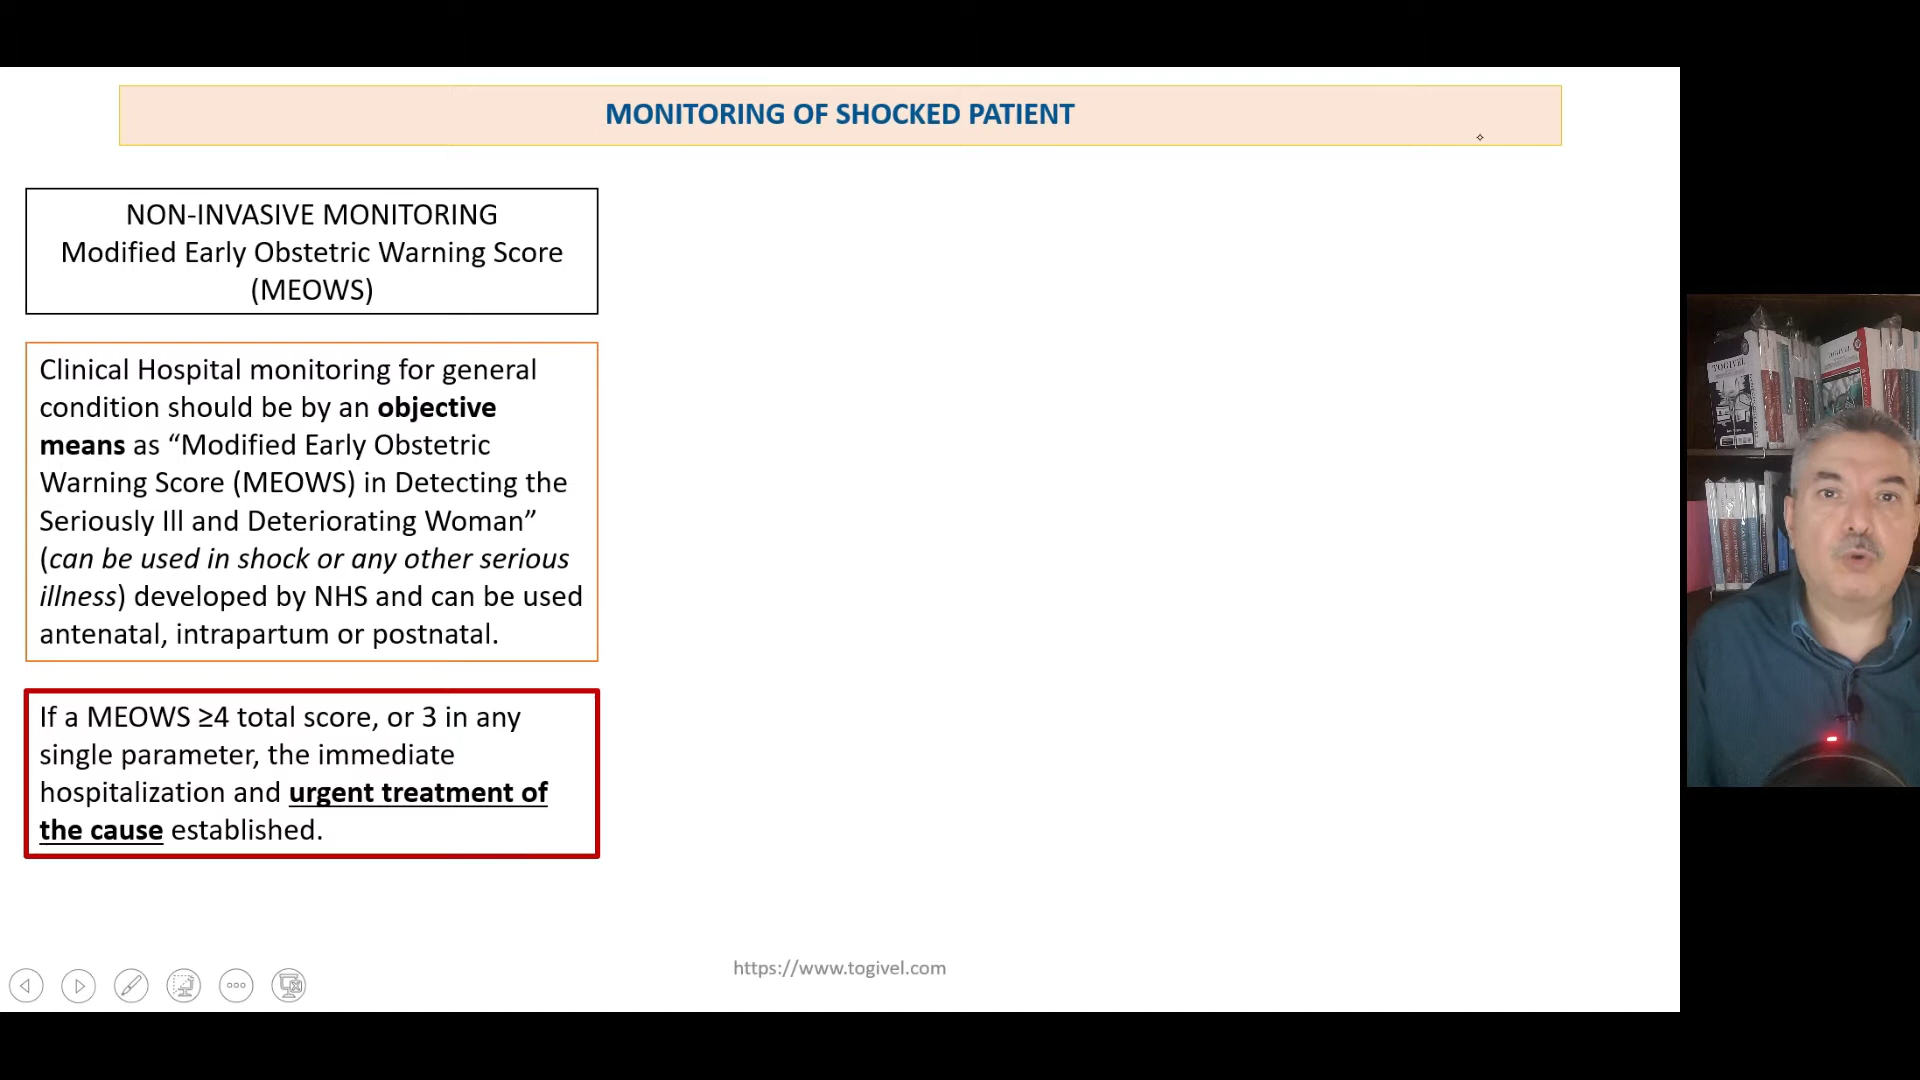 MONITORING OF SHOCKED PATIENT
NON-INVASIVE MONITORING
Modified Early Obstetric Warning Score
(MEOWS)
Clinical Hospital monitoring for general
condition should be by an objective
means as “Modified Early Obstetric
Warning Score (MEOWS) in Detecting the
Seriously Ill and Deteriorating Woman”
(can be used in shock or any other serious
illness) developed by NHS and can be used
antenatal, intrapartum or postnatal.
If a MEOWS ≥4 total score, or 3 in any
single parameter, the immediate
hospitalization and urgent treatment of
the cause established.
https://www.togivel.com
TOGIVEL
TOGIVEL